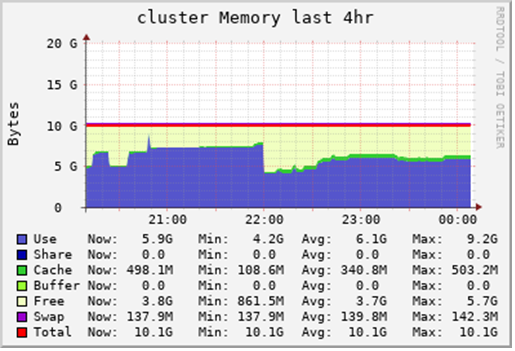 cluster Memory last 4hr
RRDTOOL / TOBI OETIKER
Bytes
20 G
15 G
10 G
5 G
0
21:00 22:00 23:00 00:00
Use Now: 5.9G Min: 4.2G Avg: 6.1G Max: 9.2G
Share Now: 0.0 Min: 0.0 Avg: 0.0 Max: 0.0
Cache Now: 498.1M Min: 108.6M Avg: 340.8M Max: 503.2M
Buffer Now: 0.0 Min: 0.0 Avg: 0.0 Max: 0.0
Free Now: 3.8G Min: 861.5M Avg: 3.7G Max: 5.7G
Swap Now: 137.9M Min: 137.9M Avg: 139.8M Max: 142.3M
Total Now: 10.1G Min: 10.1G Avg: 10.1G Max: 10.1G